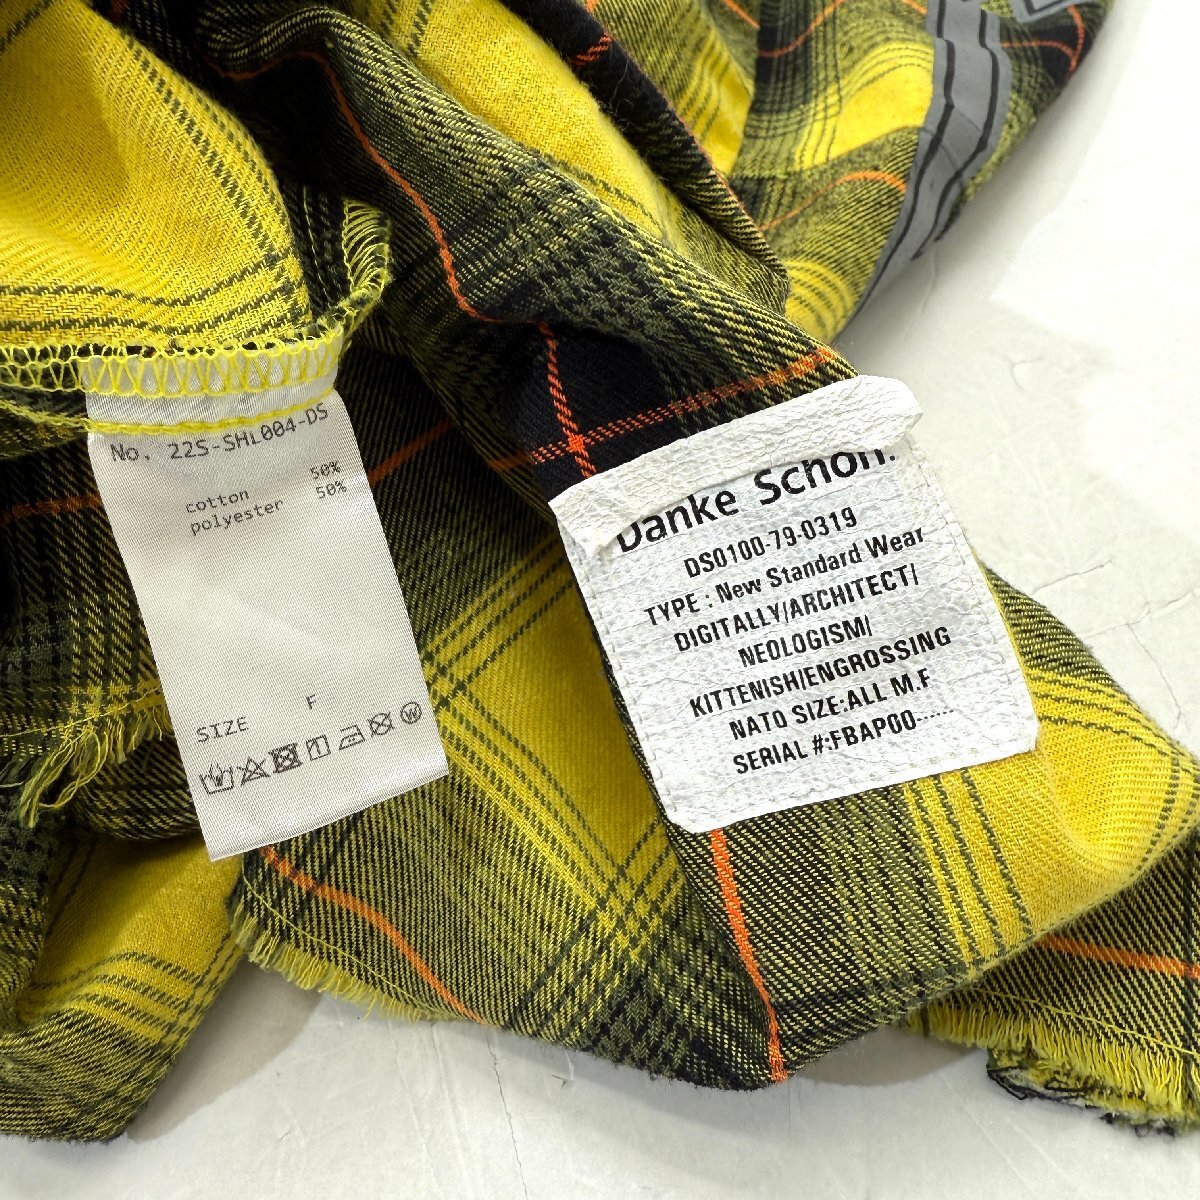 No. 22S-SHL004-DS
cotton 50%
polyester 50%
SIZE F
W
Danke Schön.
DS0100-79-0319
TYPE : New Standard Wear
DIGITALLY/ARCHITECT/
NEOLOGISM/
KITTENISH/ENGROSSING
NATO SIZE:ALL M.F
SERIAL #:FBAP00······